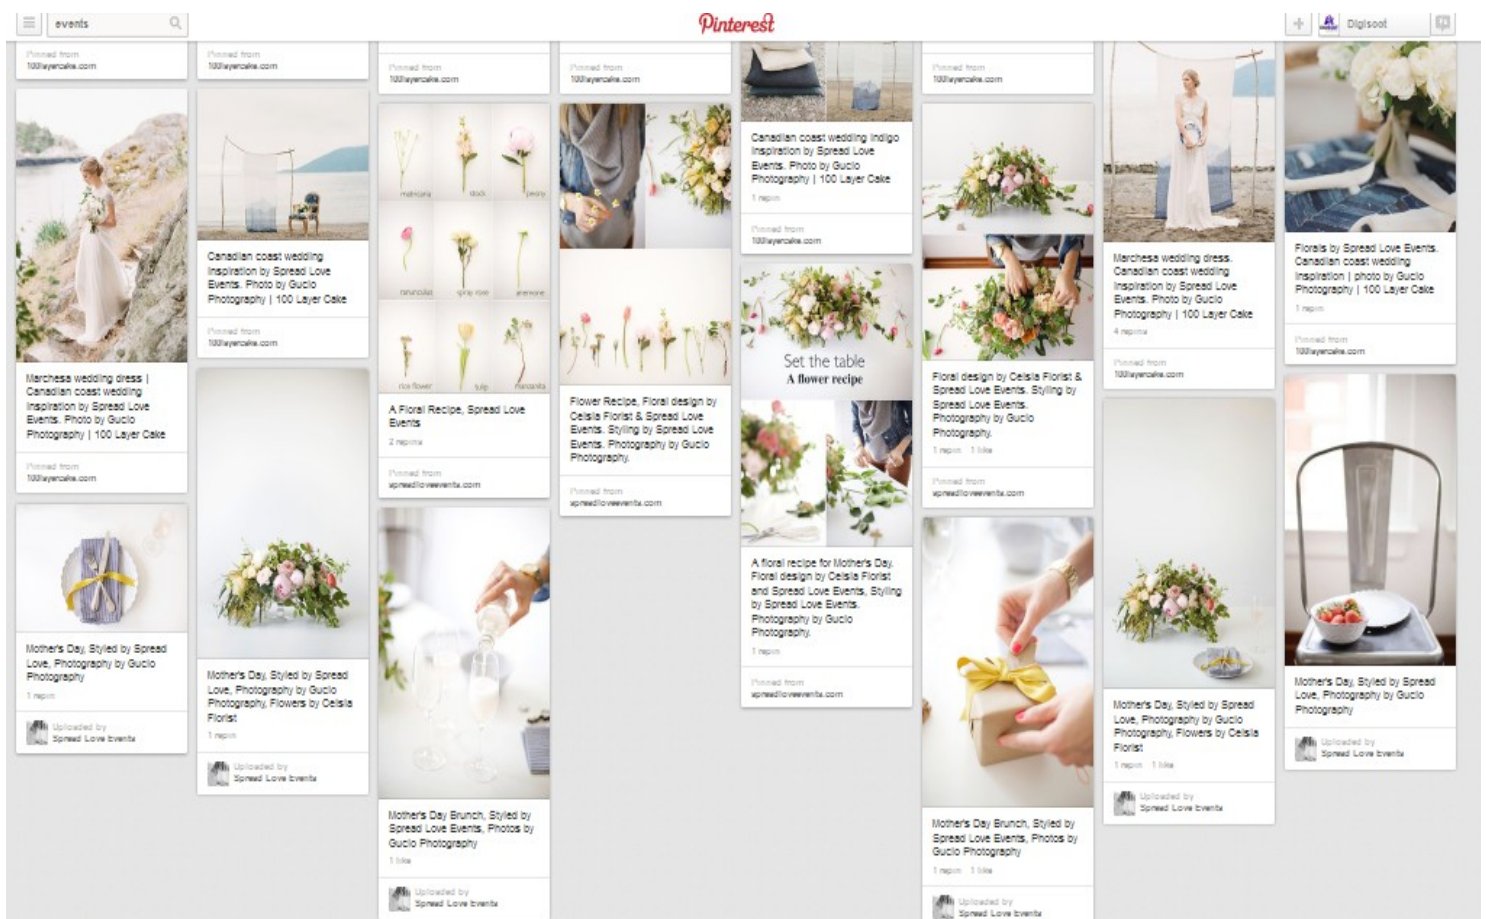 events
Pinterest
Digisoot
Pinned from
100layercake.com
Marchesa wedding dress |
Canadian coast wedding
Inspiration by Spread Love
Events. Photo by Gucio
Photography | 100 Layer Cake
Pinned from
100layercake.com
Mother's Day, Styled by Spread
Love, Photography by Gucio
Photography
1 repin
Uploaded by
Spread Love Events
Pinned from
100layercake.com
Canadian coast wedding
Inspiration by Spread Love
Events. Photo by Gucio
Photography | 100 Layer Cake
Pinned from
100layercake.com
Mother's Day, Styled by Spread
Love, Photography by Gucio
Photography, Flowers by Celsia
Florist
1 repin
Uploaded by
Spread Love Events
Pinned from
100layercake.com
matricaria stock peony
ranunculus spray rose anemone
rice flower tulip manzanita
A Floral Recipe, Spread Love
Events
2 repins
Pinned from
spreadloveevents.com
Mother's Day Brunch, Styled by
Spread Love Events, Photos by
Gucio Photography
1 like
Uploaded by
Spread Love Events
Pinned from
100layercake.com
Flower Recipe, Floral design by
Celsia Florist & Spread Love
Events. Styling by Spread Love
Events. Photography by Gucio
Photography.
Pinned from
spreadloveevents.com
Canadian coast wedding indigo
Inspiration by Spread Love
Events. Photo by Gucio
Photography | 100 Layer Cake
1 repin
Pinned from
100layercake.com
Set the table
A flower recipe
A floral recipe for Mother's Day.
Floral design by Celsia Florist
and Spread Love Events, Styling
by Spread Love Events.
Photography by Gucio
Photography.
1 repin
Pinned from
spreadloveevents.com
Pinned from
100layercake.com
Floral design by Celsia Florist &
Spread Love Events. Styling by
Spread Love Events.
Photography by Gucio
Photography.
1 repin 1 like
Pinned from
spreadloveevents.com
Mother's Day Brunch, Styled by
Spread Love Events, Photos by
Gucio Photography
1 repin 1 like
Uploaded by
Spread Love Events
Marchesa wedding dress.
Canadian coast wedding
Inspiration by Spread Love
Events. Photo by Gucio
Photography | 100 Layer Cake
4 repins
Pinned from
100layercake.com
Mother's Day, Styled by Spread
Love, Photography by Gucio
Photography, Flowers by Celsia
Florist
1 repin 1 like
Uploaded by
Spread Love Events
Florals by Spread Love Events.
Canadian coast wedding
Inspiration | photo by Gucio
Photography | 100 Layer Cake
1 repin
Pinned from
100layercake.com
Mother's Day, Styled by Spread
Love, Photography by Gucio
Photography
Uploaded by
Spread Love Events